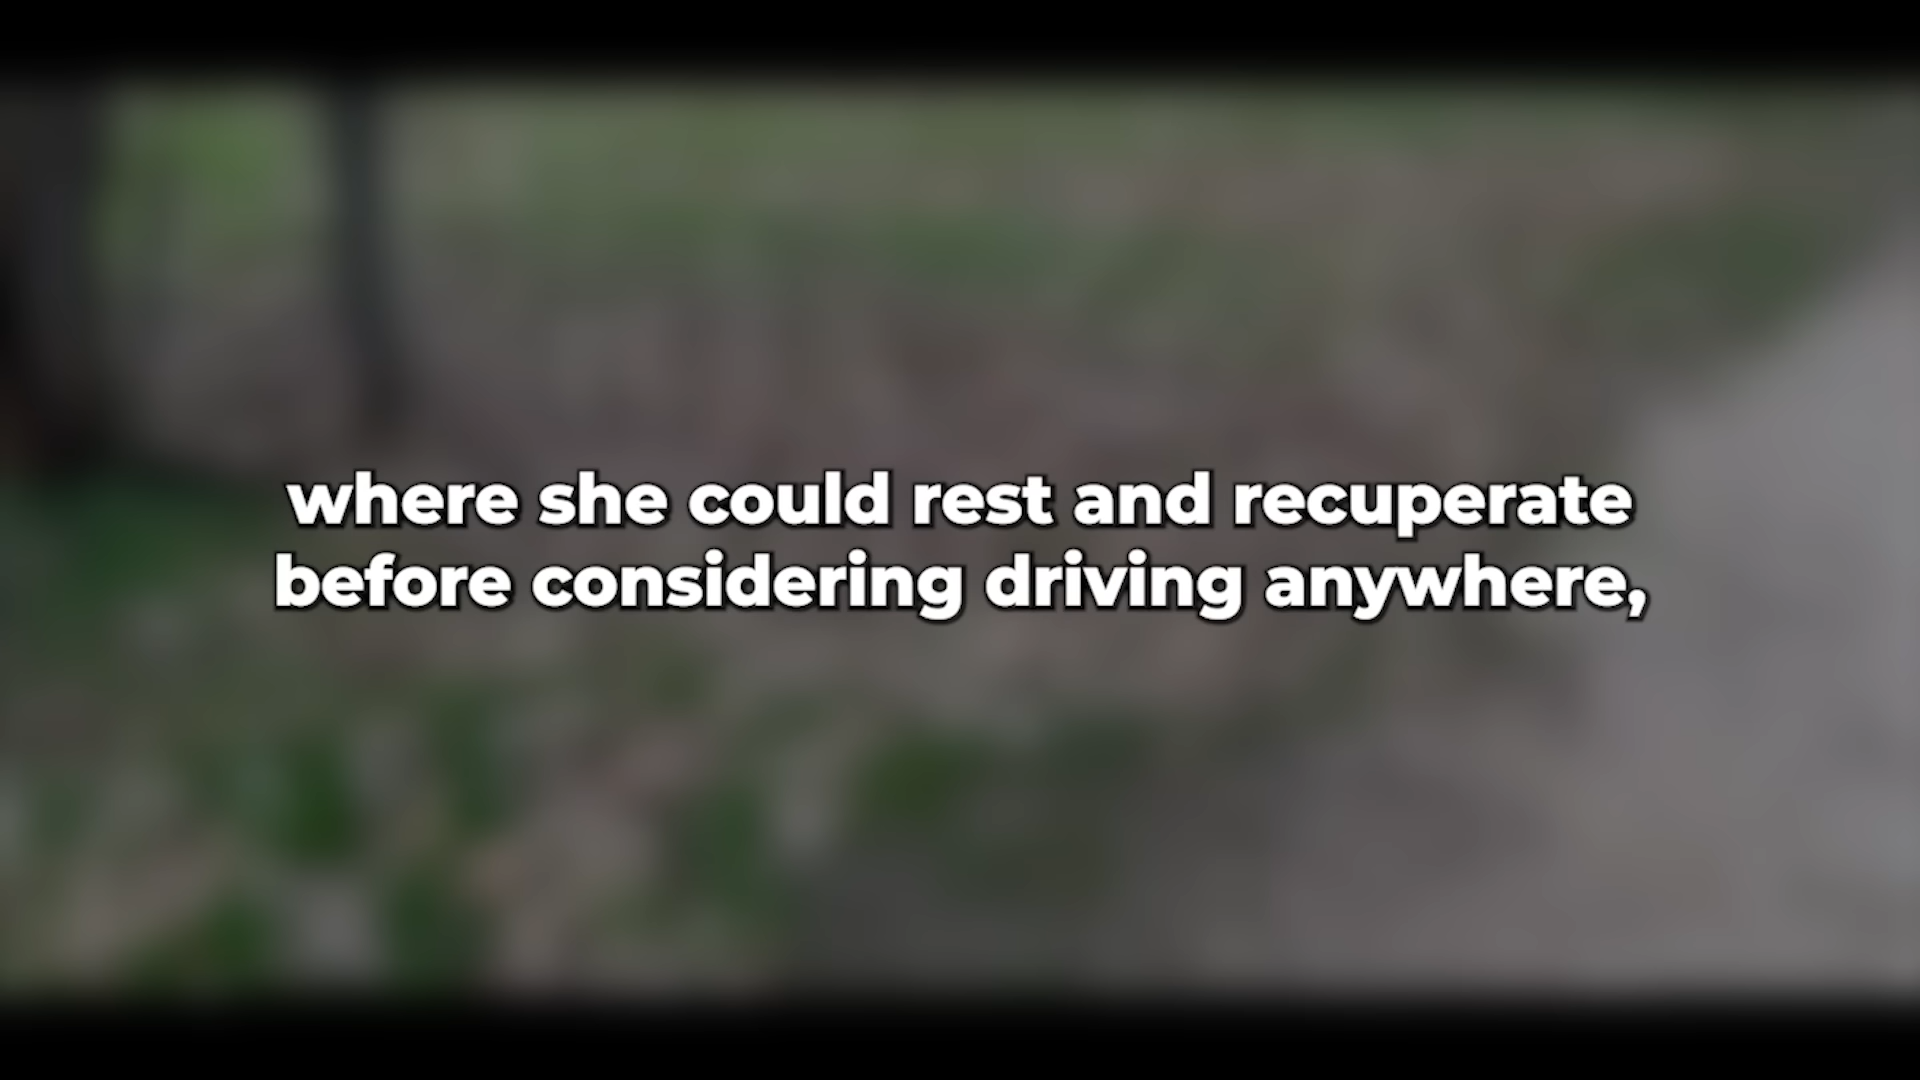 where she could rest and recuperate
before considering driving anywhere,